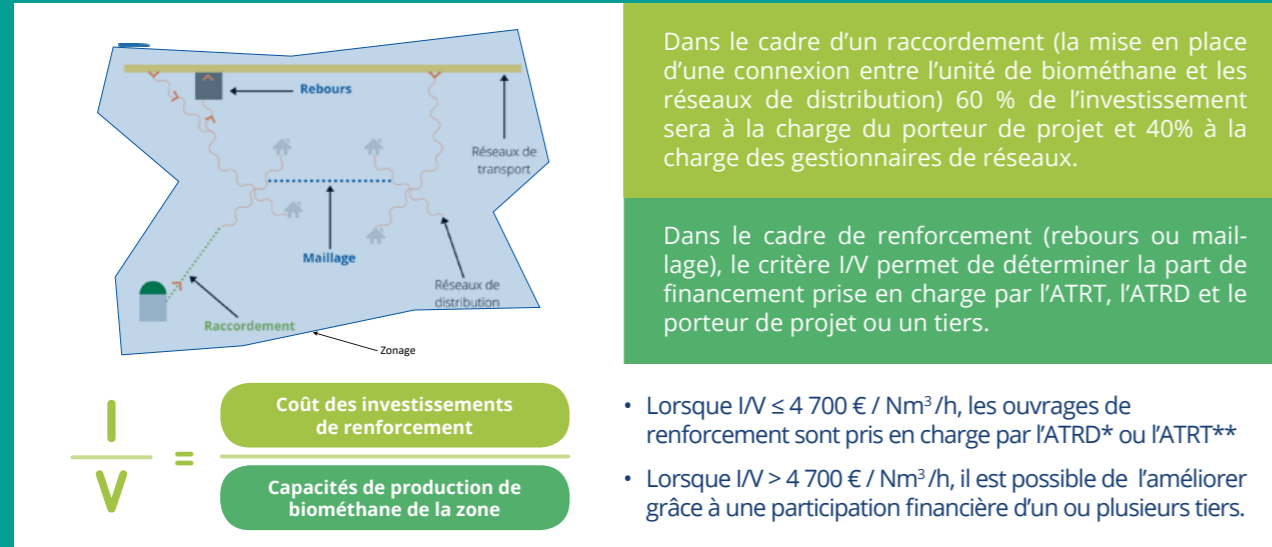 Rebours
Réseaux de
transport
Maillage
Réseaux de
distribution
Raccordement
Zonage
Dans le cadre d’un raccordement (la mise en place
d’une connexion entre l’unité de biométhane et les
réseaux de distribution) 60 % de l’investissement
sera à la charge du porteur de projet et 40% à la
charge des gestionnaires de réseaux.
Dans le cadre de renforcement (rebours ou mail-
lage), le critère I/V permet de déterminer la part de
financement prise en charge par l’ATRT, l’ATRD et le
porteur de projet ou un tiers.
I
V
=
Coût des investissements
de renforcement
Capacités de production de
biométhane de la zone
• Lorsque I/V ≤ 4 700 € / Nm³/h, les ouvrages de
renforcement sont pris en charge par l’ATRD* ou l’ATRT**
• Lorsque I/V > 4 700 € / Nm³/h, il est possible de l’améliorer
grâce à une participation financière d’un ou plusieurs tiers.